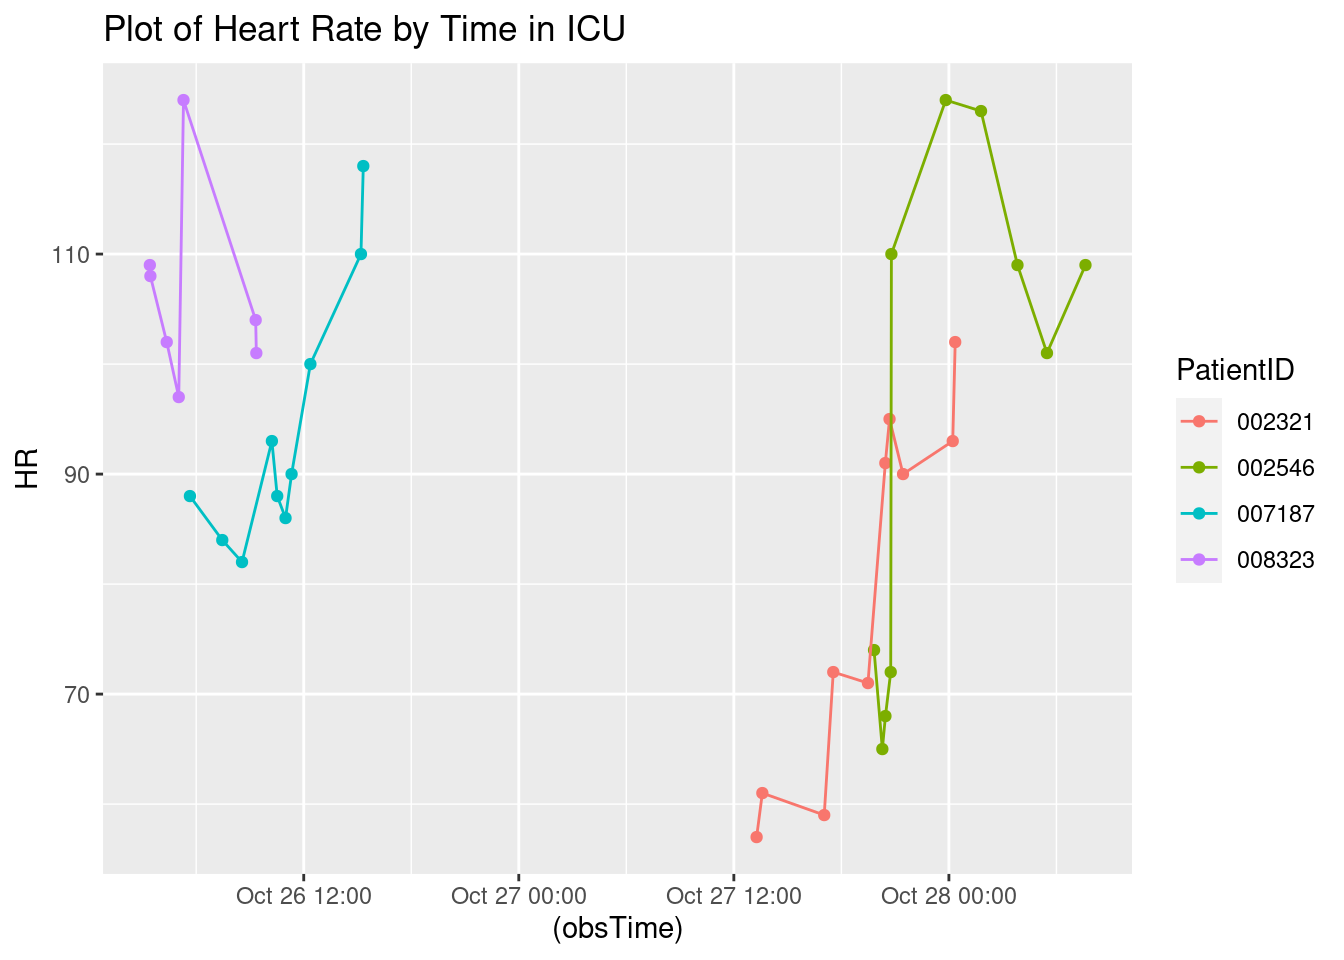 Plot of Heart Rate by Time in ICU
110
90
70
HR
Oct 26 12:00 Oct 27 00:00 Oct 27 12:00 Oct 28 00:00
(obsTime)
PatientID
002321
002546
007187
008323